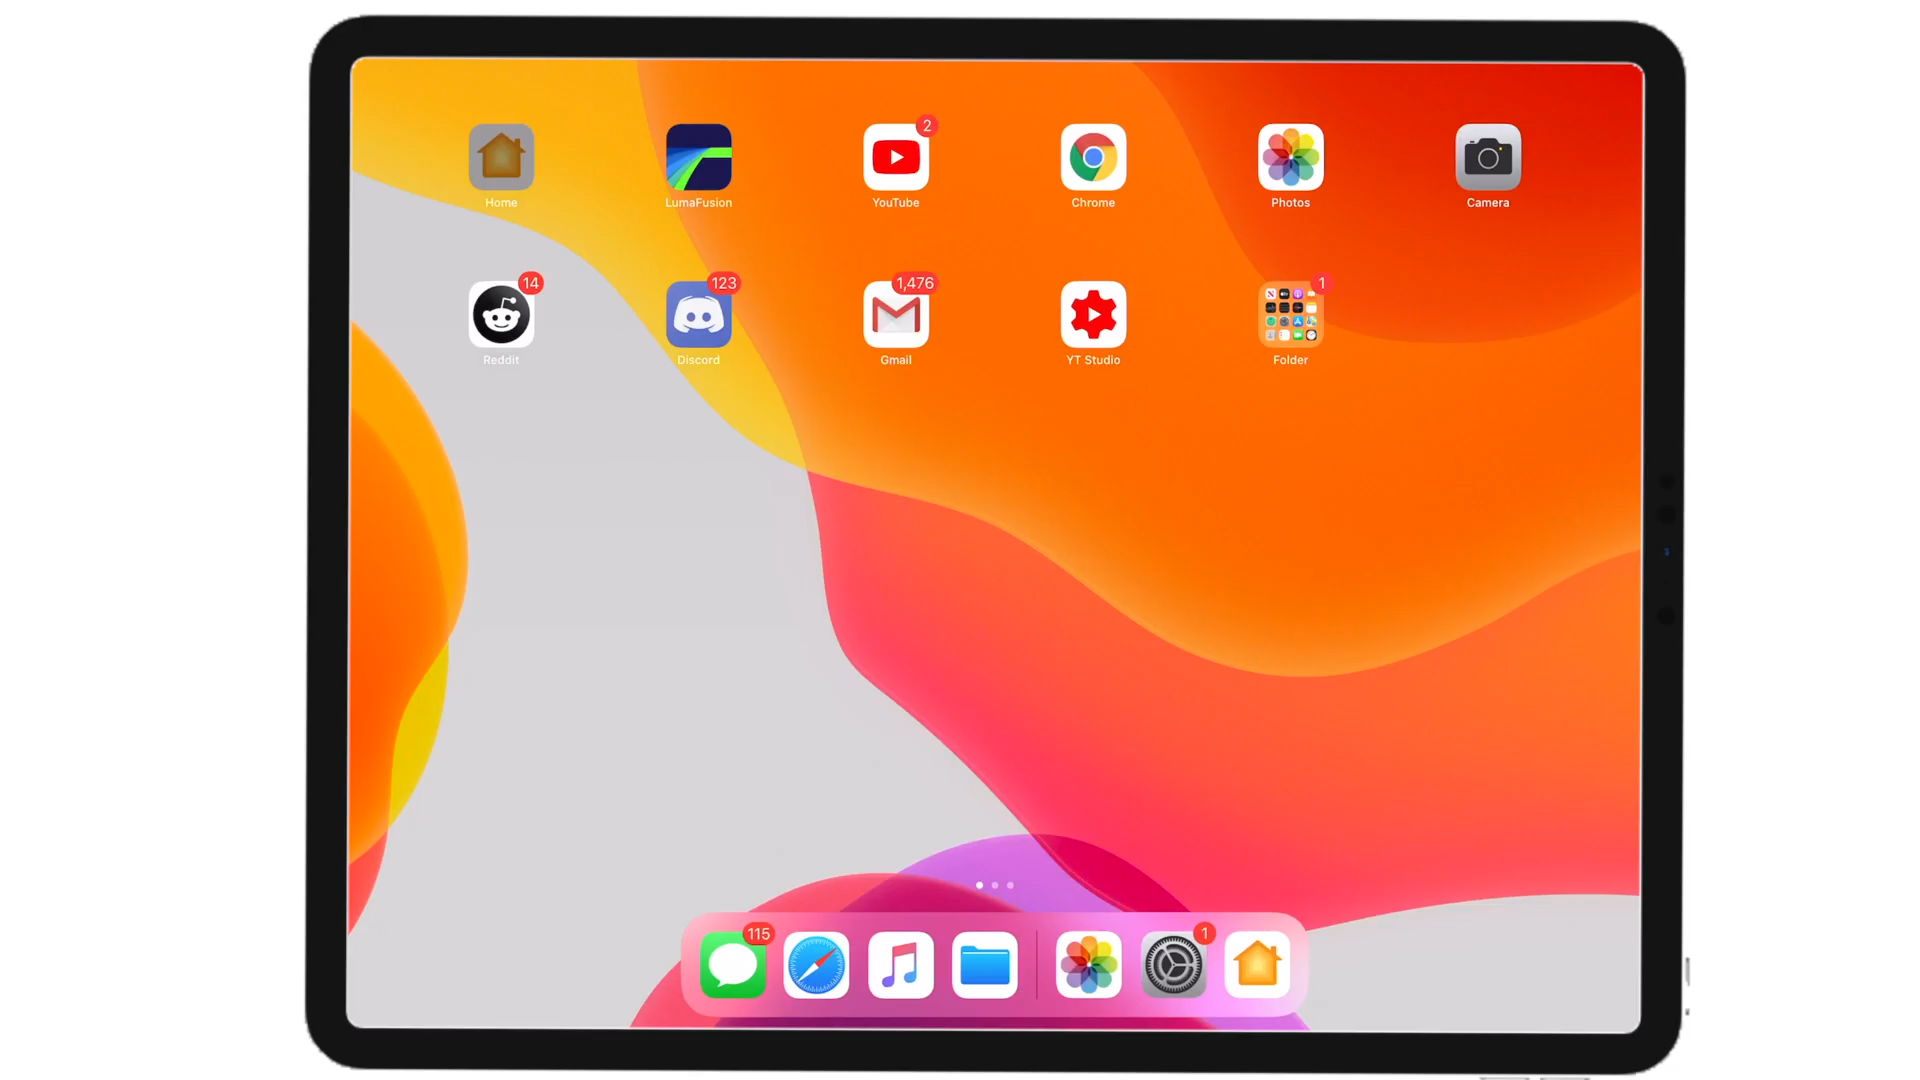 2
Home
LumaFusion
YouTube
Chrome
Photos
Camera
14
123
1,476
1
Reddit
Discord
Gmail
YT Studio
Folder
115
1